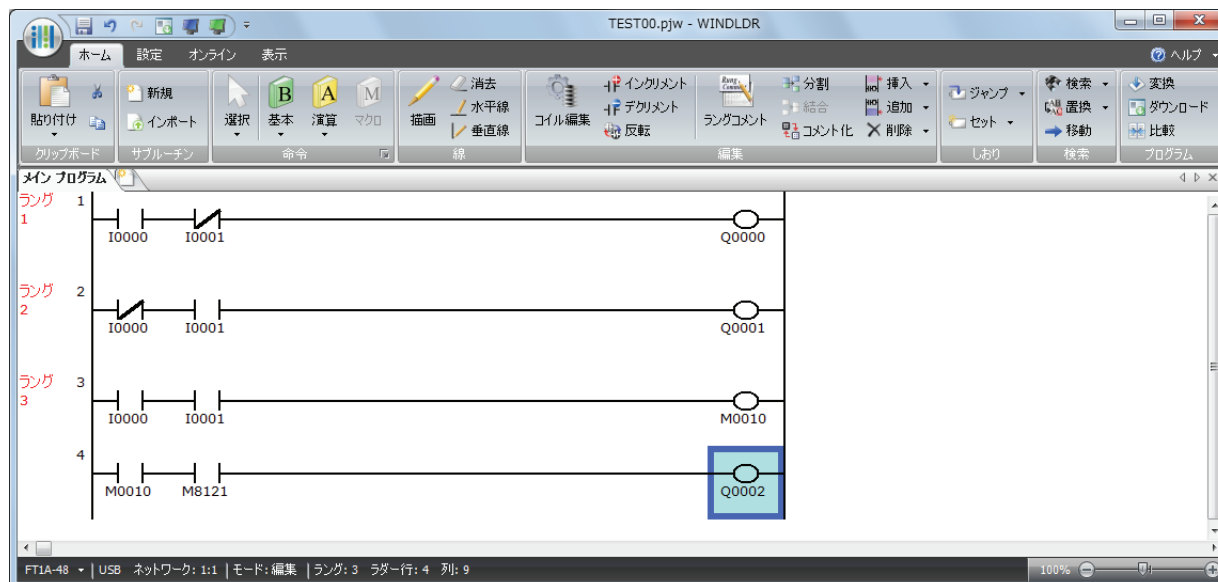 TEST00.pjw - WINDLDR
ホーム 設定 オンライン 表示 ヘルプ
貼り付け
クリップボード
新規
インポート
サブルーチン
選択 B 基本 A 演算 M マクロ
命令
描画
消去
水平線
垂直線
線
コイル編集
インクリメント
デクリメント
反転
Rung Comment
ラングコメント
分割
結合
コメント化
挿入
追加
削除
編集
ジャンプ
セット
しおり
検索
置換
移動
検索
変換
ダウンロード
比較
プログラム
メイン プログラム
ラング 1
1
I0000 I0001 Q0000
ラング 2
2
I0000 I0001 Q0001
ラング 3
3
I0000 I0001 M0010
4
M0010 M8121 Q0002
FT1A-48 | USB ネットワーク: 1:1 | モード: 編集 | ラング: 3 ラダー行: 4 列: 9 100%